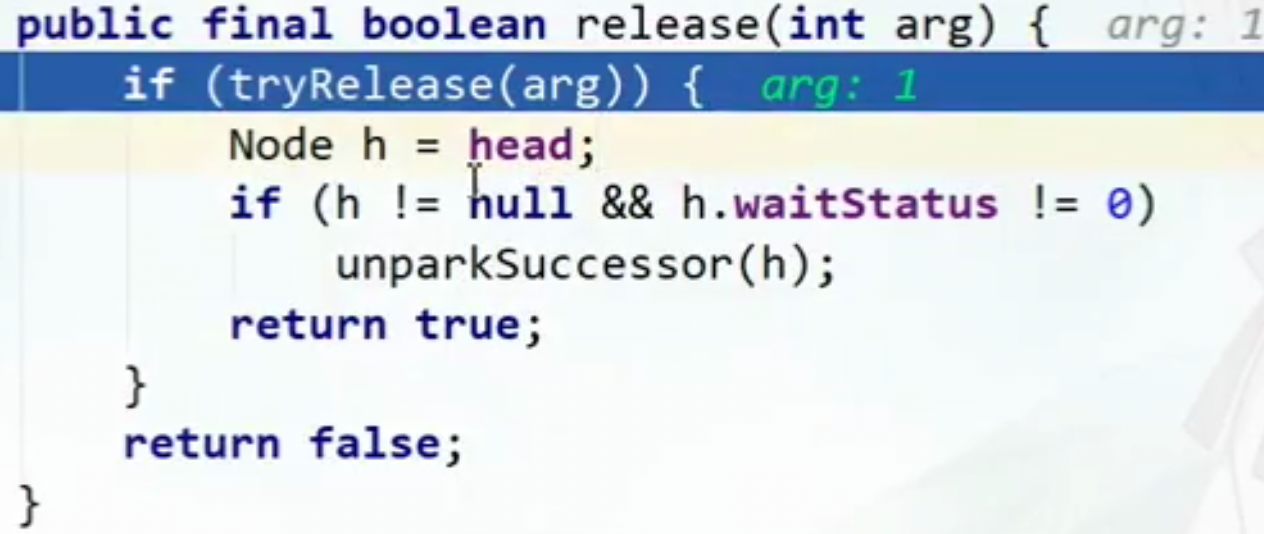 public final boolean release(int arg) {  arg: 1
    if (tryRelease(arg)) {  arg: 1
        Node h = head;
        if (h != null && h.waitStatus != 0)
            unparkSuccessor(h);
        return true;
    }
    return false;
}